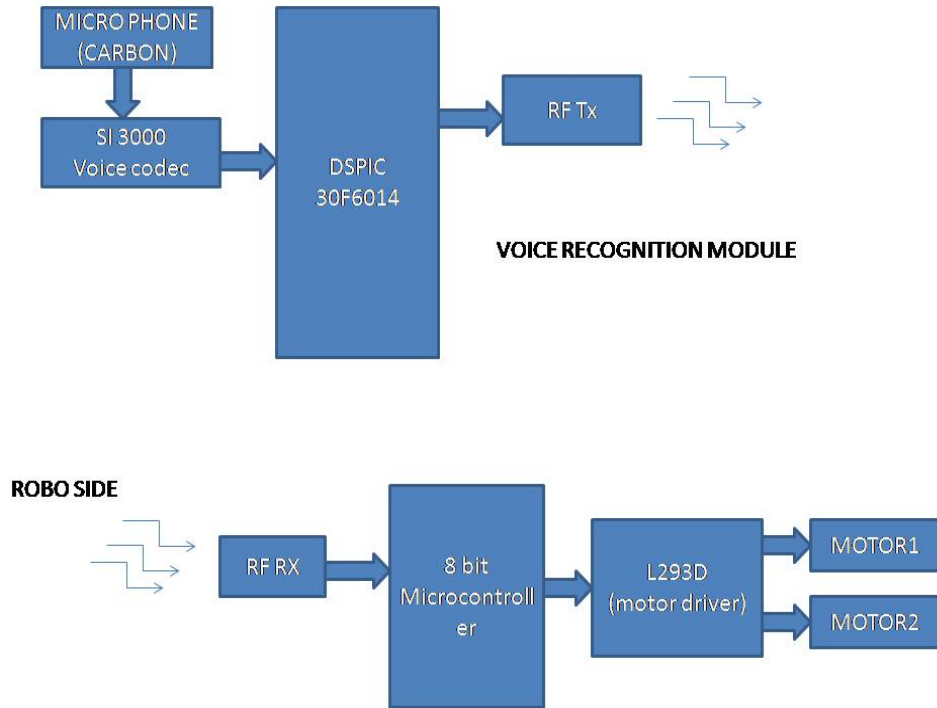 MICRO PHONE
(CARBON)
SI 3000
Voice codec
DSPIC
30F6014
RF Tx
VOICE RECOGNITION MODULE
ROBO SIDE
RF RX
8 bit
Microcontroll
er
L293D
(motor driver)
MOTOR1
MOTOR2